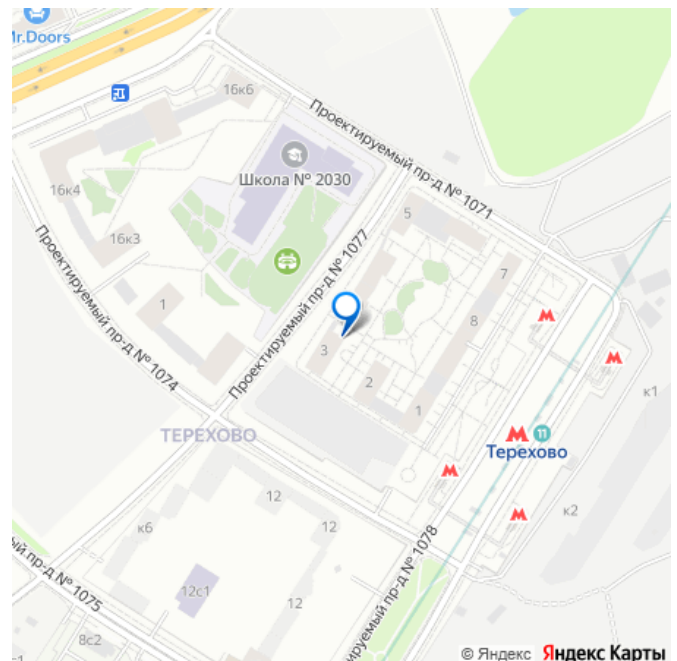 Mr.Doors
16к6
Проектируемый пр-д № 1071
Школа № 2030
16к4
16к3
5
Проектируемый пр-д № 1077
7
Проектируемый пр-д № 1074
1
8
3
2
1
к1
ТЕРЕХОВО
11
Терехово
12
к6
12
к2
Проектируемый пр-д № 1078
12с1
12
ый пр-д № 1075
8с2
с1
© Яндекс Яндекс Карты